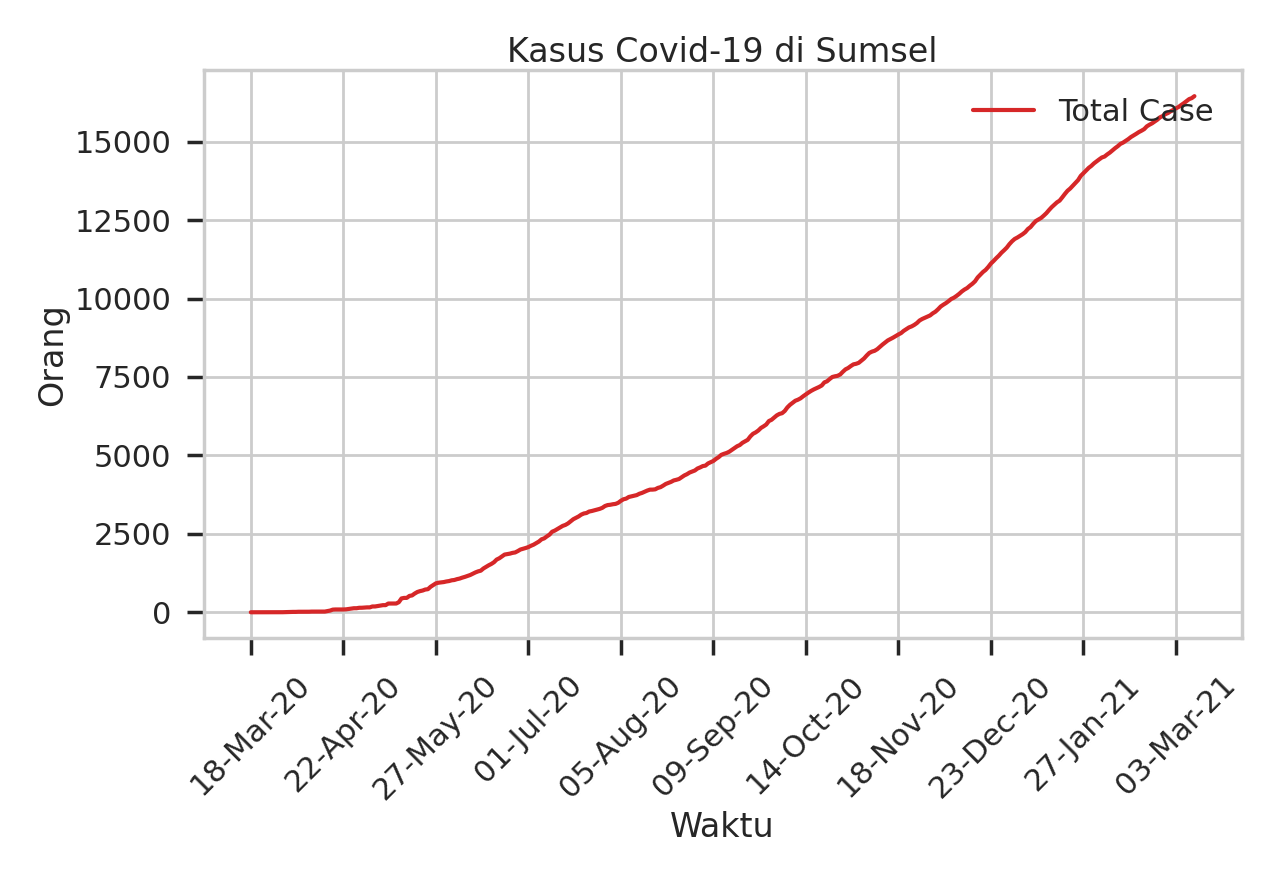 Kasus Covid-19 di Sumsel
Total Case
15000
12500
10000
7500
5000
2500
0
Orang
18-Mar-20
22-Apr-20
27-May-20
01-Jul-20
05-Aug-20
09-Sep-20
14-Oct-20
18-Nov-20
23-Dec-20
27-Jan-21
03-Mar-21
Waktu